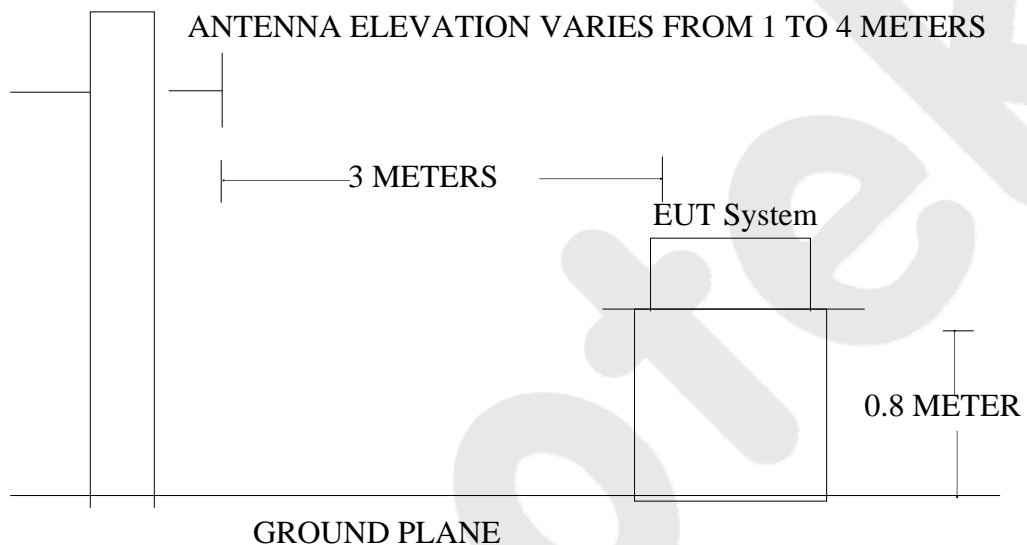 ANTENNA ELEVATION VARIES FROM 1 TO 4 METERS
3 METERS
EUT System
0.8 METER
GROUND PLANE